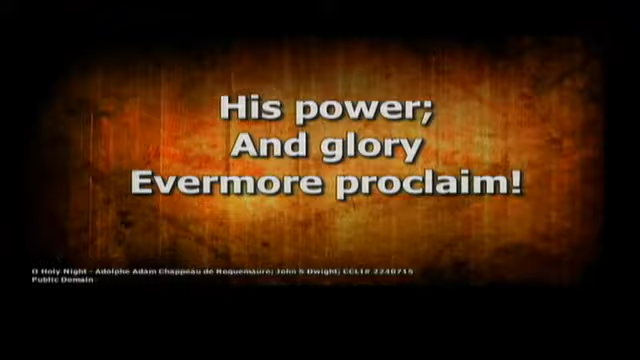 His power;
And glory
Evermore proclaim!
O Holy Night - Adolphe Adam Chappeau de Roquemaure; John S Dwight; CCLI# 2240715
Public Domain